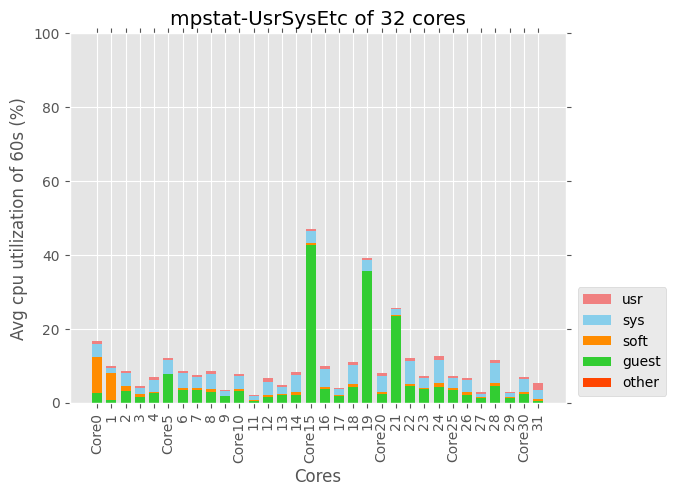 mpstat-UsrSysEtc of 32 cores
Avg cpu utilization of 60s (%)
100
80
60
40
20
0
Core0
1
2
3
4
Core5
6
7
8
9
Core10
11
12
13
14
Core15
16
17
18
19
Core20
21
22
23
24
Core25
26
27
28
29
Core30
31
Cores
usr
sys
soft
guest
other